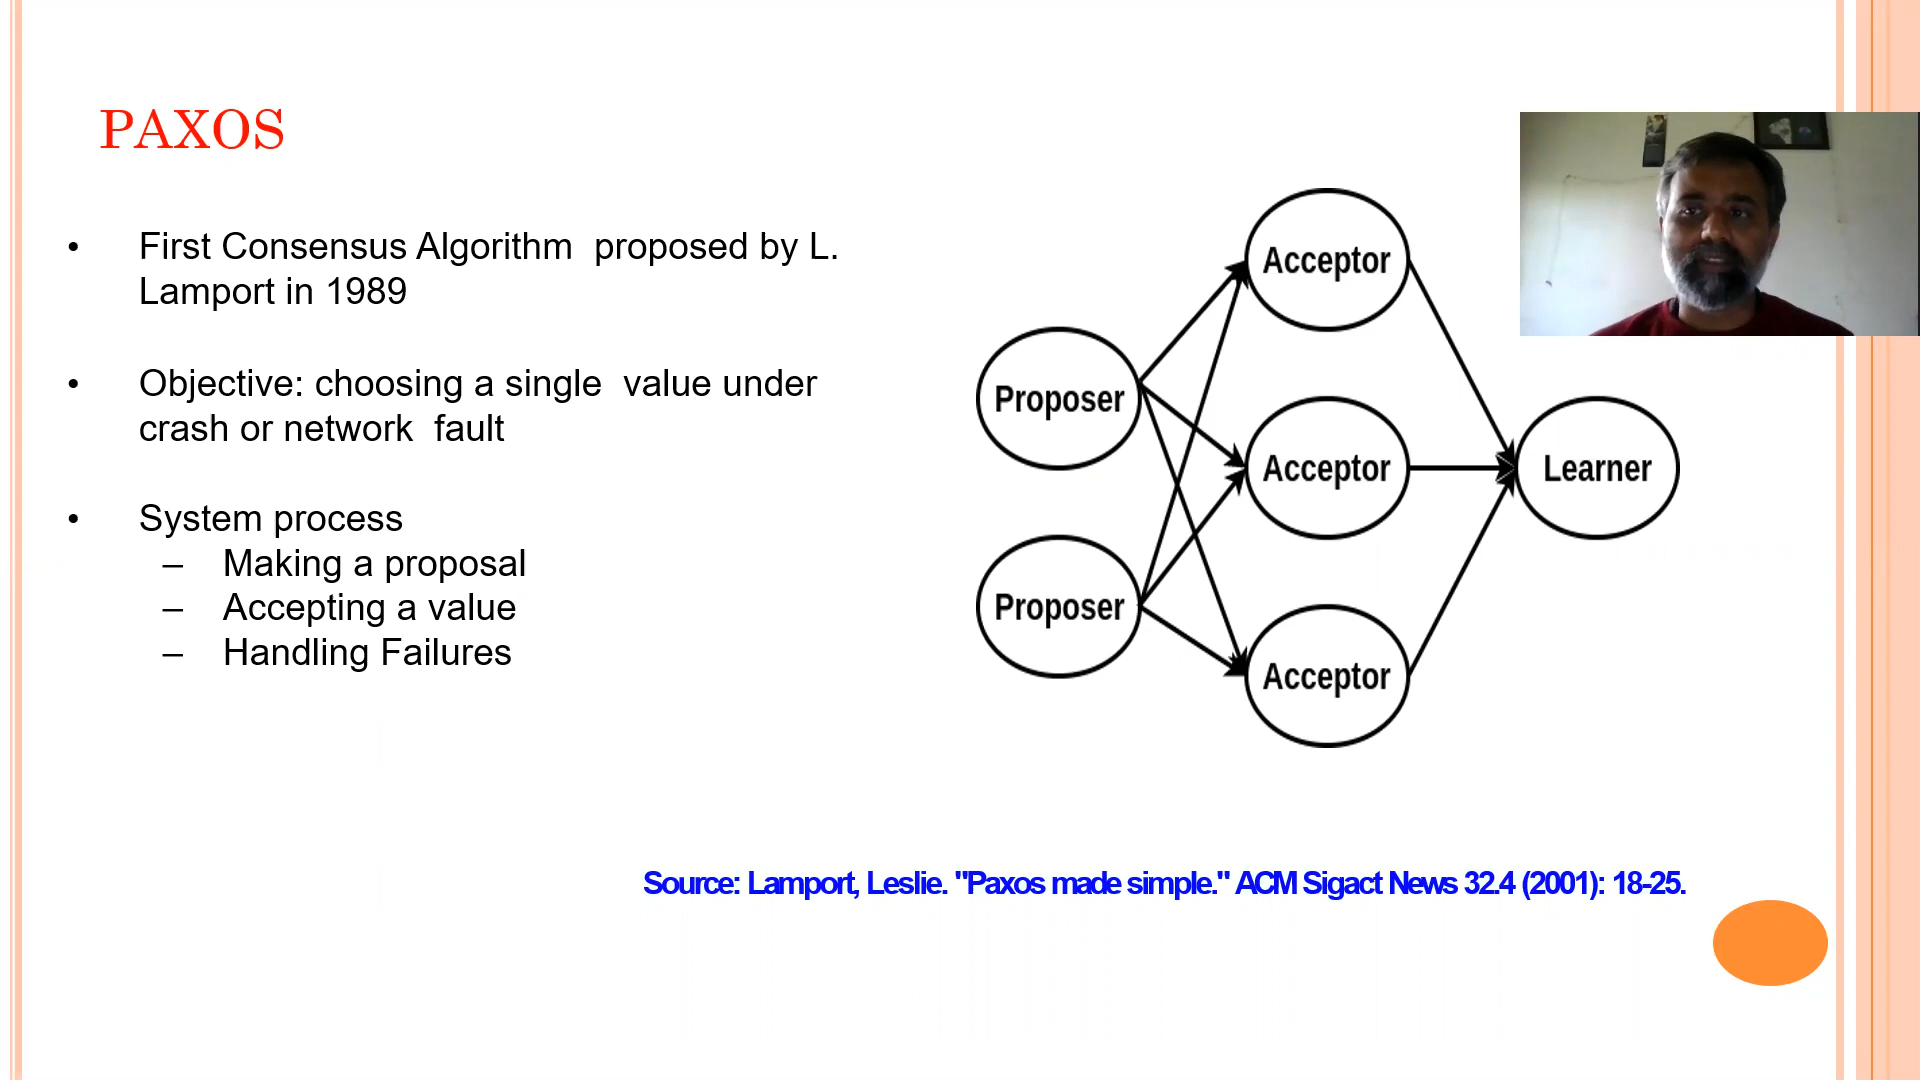 PAXOS
• First Consensus Algorithm proposed by L.
Lamport in 1989
• Objective: choosing a single value under
crash or network fault
• System process
– Making a proposal
– Accepting a value
– Handling Failures
Acceptor
Proposer
Acceptor
Learner
Proposer
Acceptor
Source: Lamport, Leslie. "Paxos made simple." ACM Sigact News 32.4 (2001): 18-25.